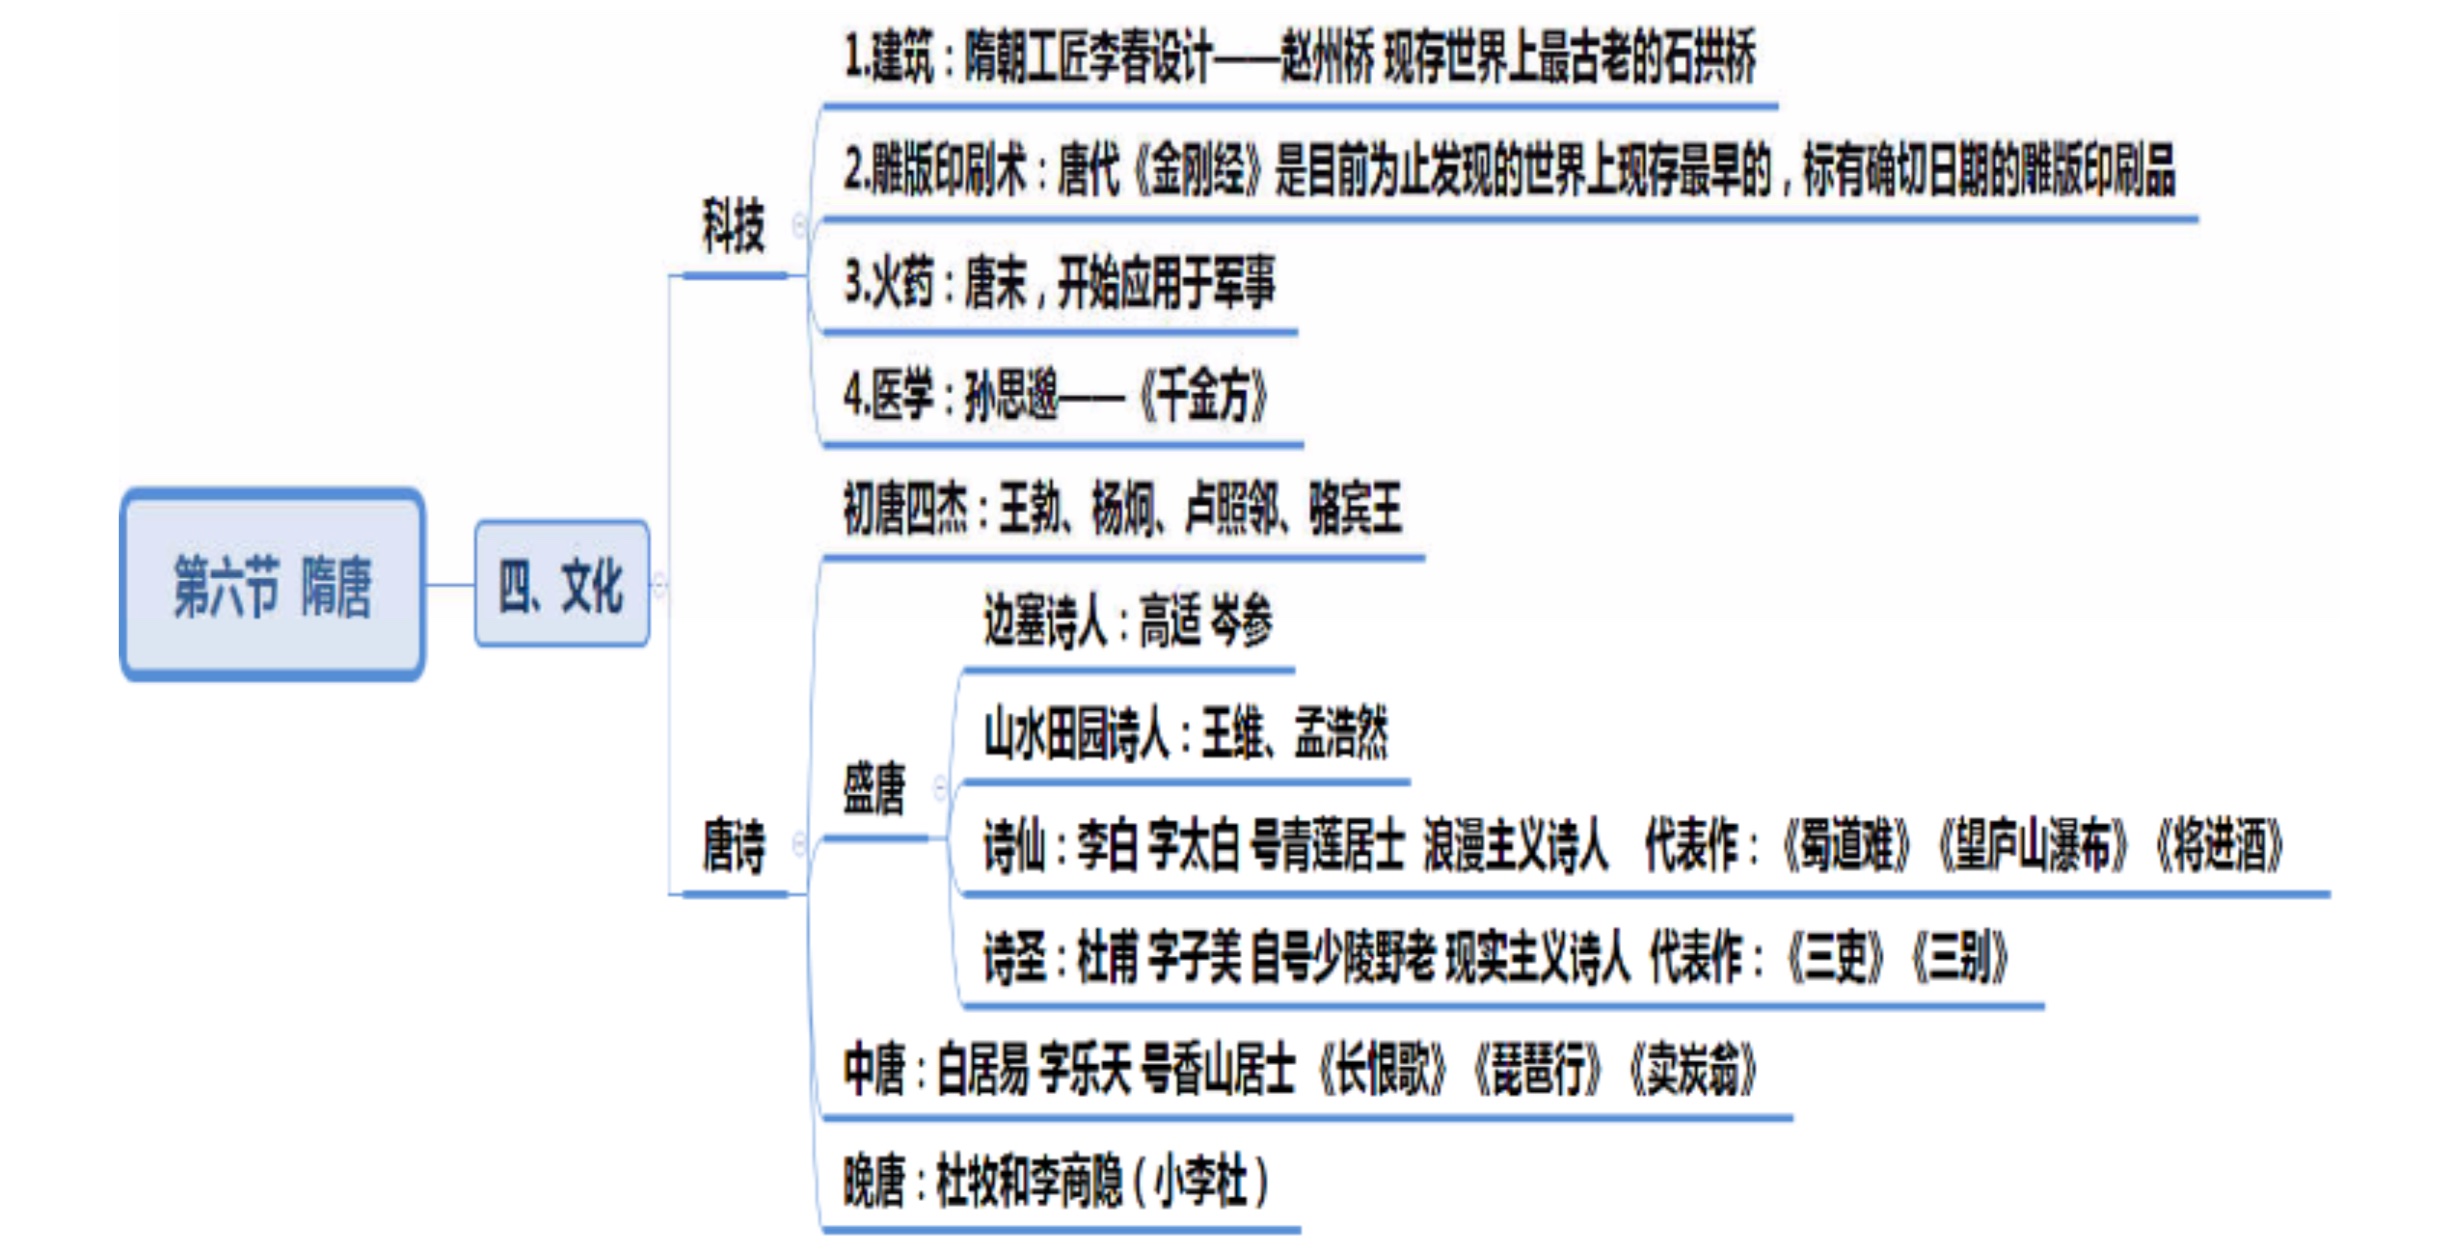 第六节 隋唐
四、文化
科技
1.建筑：隋朝工匠李春设计——赵州桥 现存世界上最古老的石拱桥
2.雕版印刷术：唐代《金刚经》是目前为止发现的世界上现存最早的，标有确切日期的雕版印刷品
3.火药：唐末，开始应用于军事
4.医学：孙思邈——《千金方》
唐诗
初唐四杰：王勃、杨炯、卢照邻、骆宾王
盛唐
边塞诗人：高适 岑参
山水田园诗人：王维、孟浩然
诗仙：李白 字太白 号青莲居士 浪漫主义诗人 代表作：《蜀道难》《望庐山瀑布》《将进酒》
诗圣：杜甫 字子美 自号少陵野老 现实主义诗人 代表作：《三吏》《三别》
中唐：白居易 字乐天 号香山居士 《长恨歌》《琵琶行》《卖炭翁》
晚唐：杜牧和李商隐（小李杜）